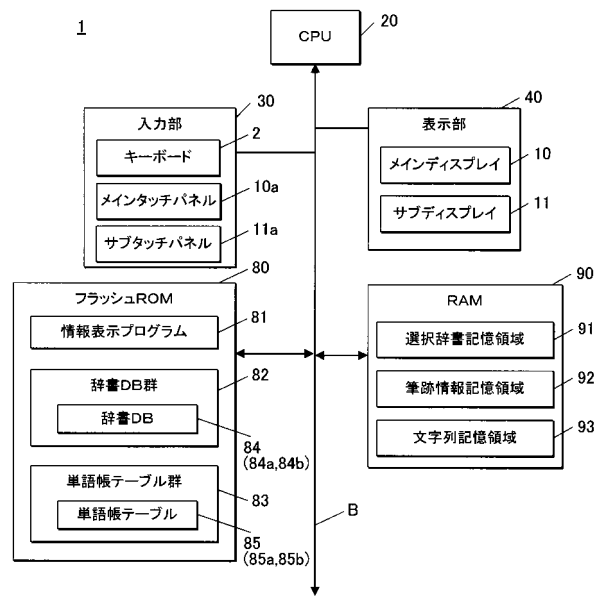 1
CPU
20
入力部
30
キーボード
2
メインタッチパネル
10a
サブタッチパネル
11a
表示部
40
メインディスプレイ
10
サブディスプレイ
11
フラッシュROM
80
情報表示プログラム
81
辞書DB群
82
辞書DB
84
(84a,84b)
単語帳テーブル群
83
単語帳テーブル
85
(85a,85b)
RAM
90
選択辞書記憶領域
91
筆跡情報記憶領域
92
文字列記憶領域
93
B